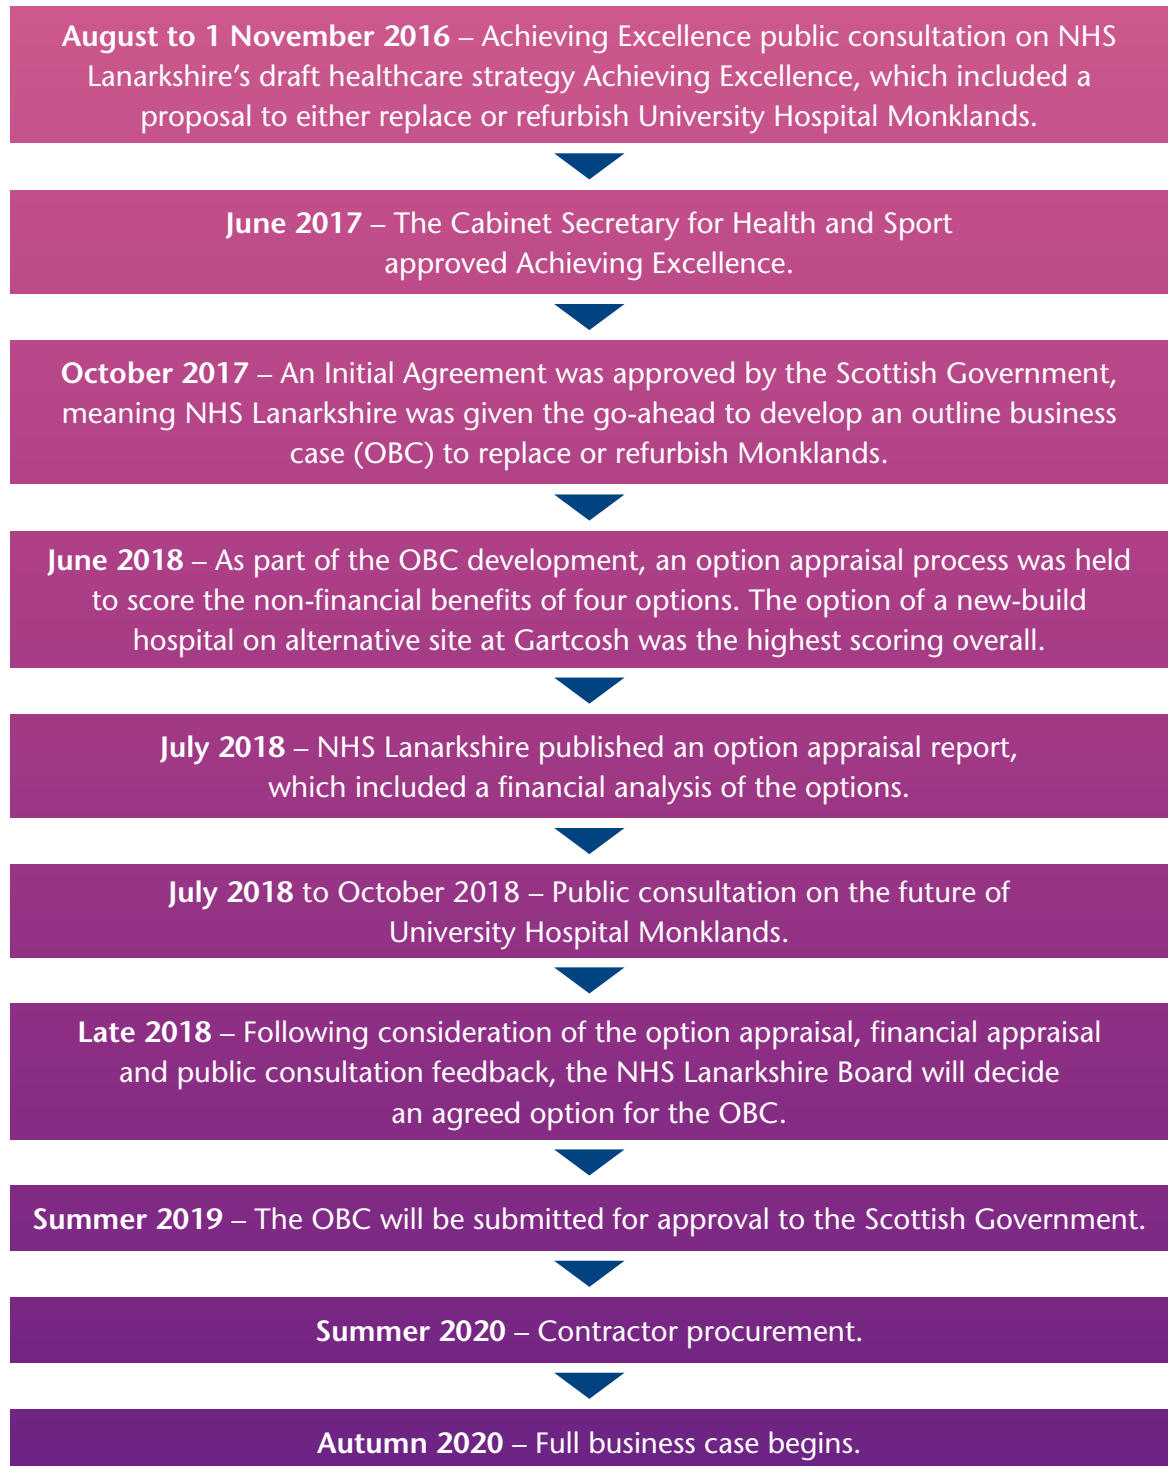 August to 1 November 2016 – Achieving Excellence public consultation on NHS
Lanarkshire’s draft healthcare strategy Achieving Excellence, which included a
proposal to either replace or refurbish University Hospital Monklands.
June 2017 – The Cabinet Secretary for Health and Sport
approved Achieving Excellence.
October 2017 – An Initial Agreement was approved by the Scottish Government,
meaning NHS Lanarkshire was given the go-ahead to develop an outline business
case (OBC) to replace or refurbish Monklands.
June 2018 – As part of the OBC development, an option appraisal process was held
to score the non-financial benefits of four options. The option of a new-build
hospital on alternative site at Gartcosh was the highest scoring overall.
July 2018 – NHS Lanarkshire published an option appraisal report,
which included a financial analysis of the options.
July 2018 to October 2018 – Public consultation on the future of
University Hospital Monklands.
Late 2018 – Following consideration of the option appraisal, financial appraisal
and public consultation feedback, the NHS Lanarkshire Board will decide
an agreed option for the OBC.
Summer 2019 – The OBC will be submitted for approval to the Scottish Government.
Summer 2020 – Contractor procurement.
Autumn 2020 – Full business case begins.